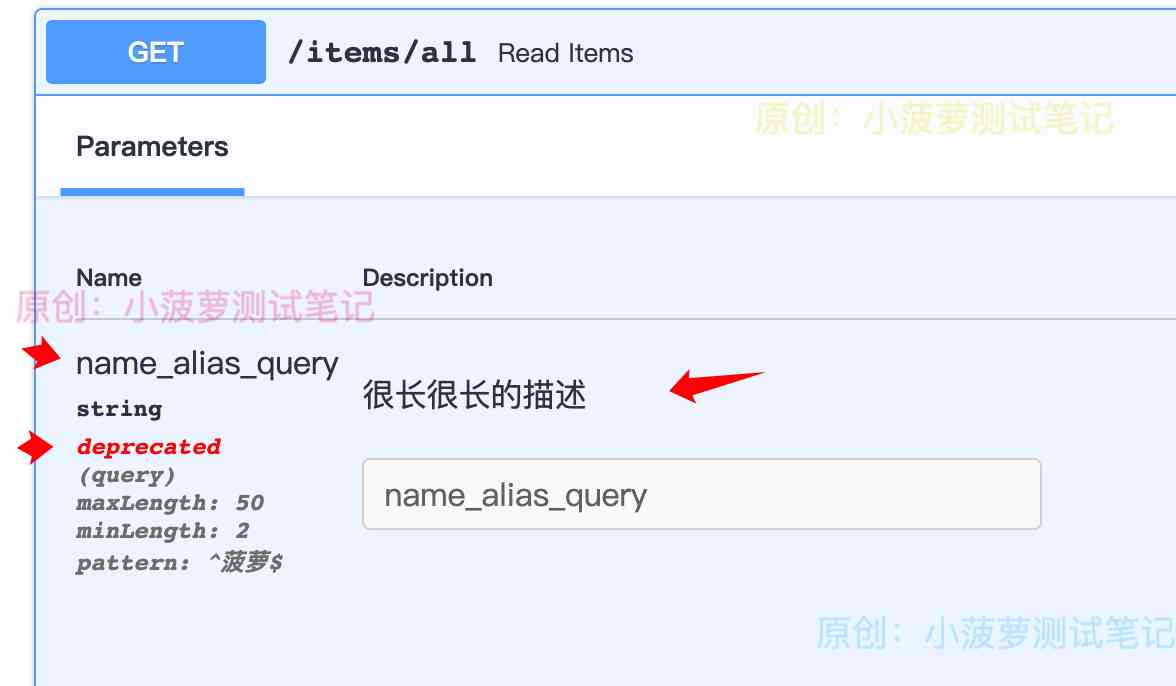 GET /items/all Read Items
原创：小菠萝测试笔记
Parameters
Name Description
原创：小菠萝测试笔记
name_alias_query
很长很长的描述
string
deprecated
(query)
name_alias_query
maxLength: 50
minLength: 2
pattern: ^菠萝$
原创：小菠萝测试笔记